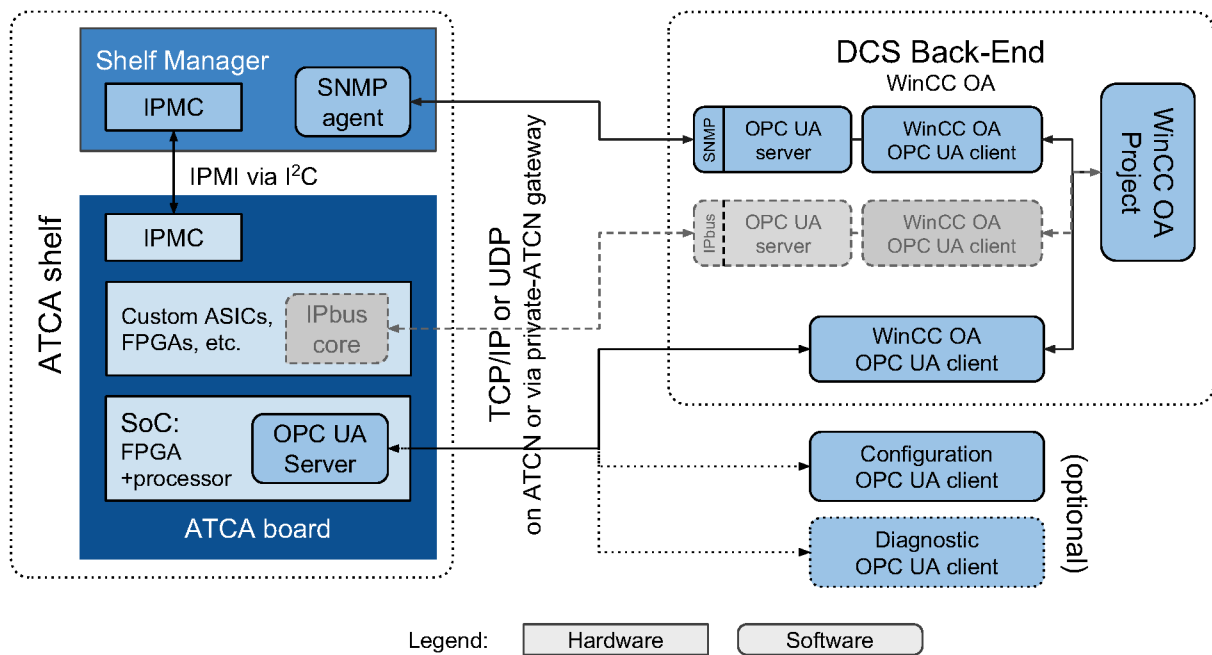 Shelf Manager
IPMC
SNMP
agent
IPMI via I²C
IPMC
Custom ASICs,
FPGAs, etc.
IPbus
core
SoC:
FPGA
+processor
OPC UA
Server
ATCA board
ATCA shelf
TCP/IP or UDP
on ATCN or via private-ATCN gateway
DCS Back-End
WinCC OA
SNMP
OPC UA
server
WinCC OA
OPC UA client
WinCC OA
Project
IPbus
OPC UA
server
WinCC OA
OPC UA client
WinCC OA
OPC UA client
Configuration
OPC UA client
Diagnostic
OPC UA client
(optional)
Legend:
Hardware
Software